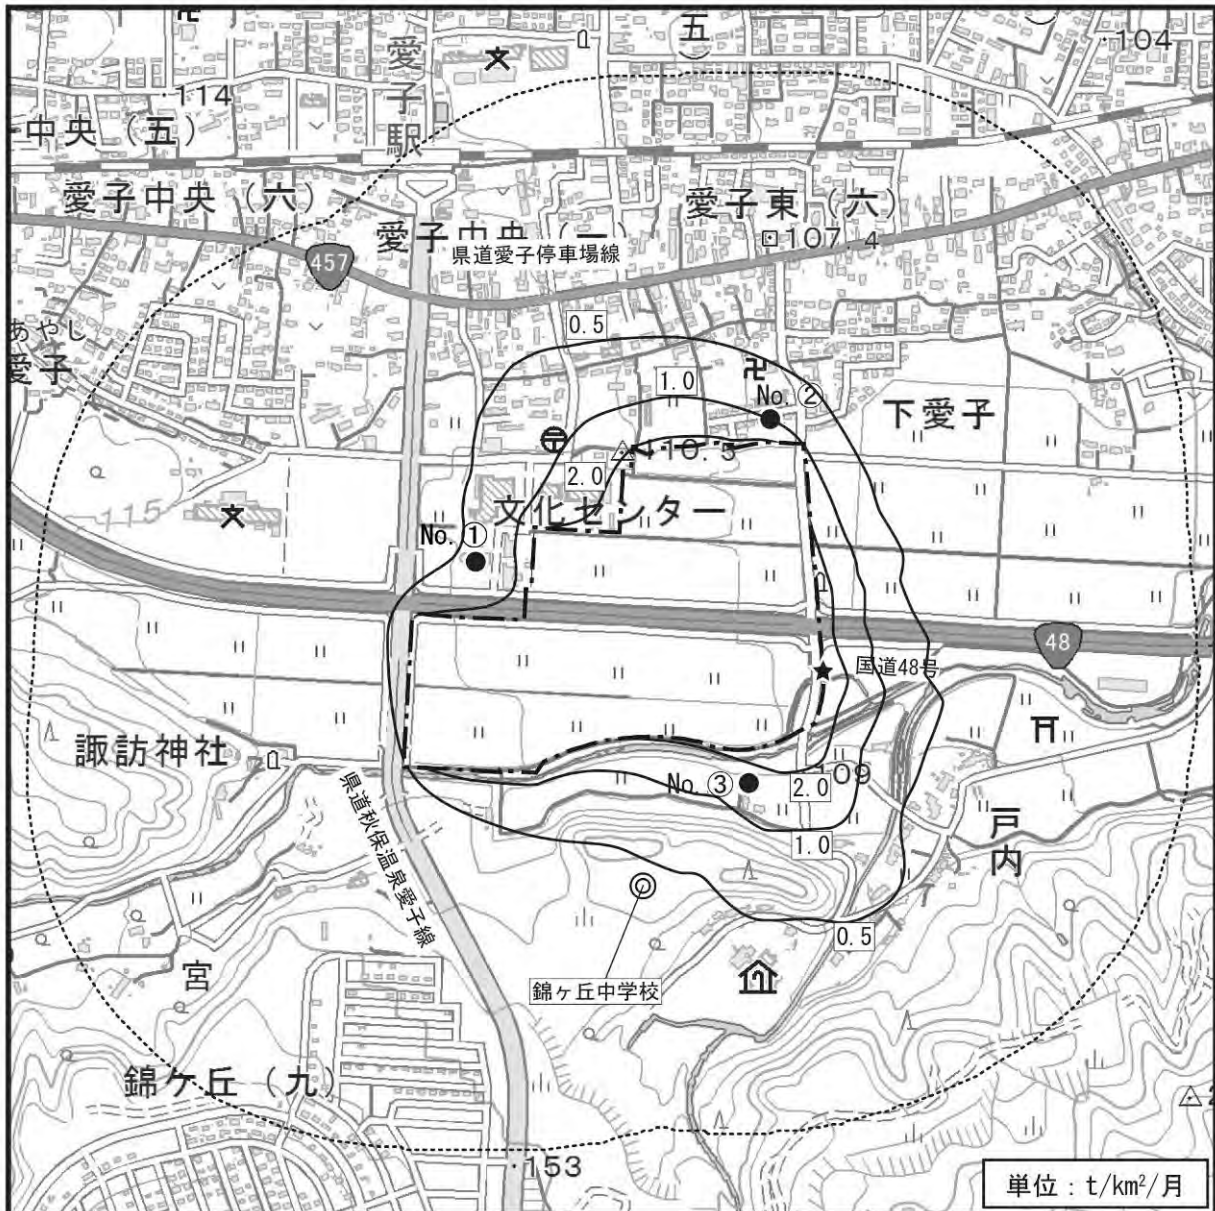 五
104
愛子駅
114
中央（五）
愛子中央（六）
愛子東（六）
107.4
愛子中央（一）
県道愛子停車場線
457
あやし
愛子
0.5
1.0
No. ②
下愛子
110.5
2.0
文化センター
115
No. ①
48
国道48号
諏訪神社
No. ③
2.0
109
1.0
戸内
県道秋保温泉愛子線
0.5
宮
錦ヶ丘中学校
錦ケ丘（九）
153
単位：t/km²/月